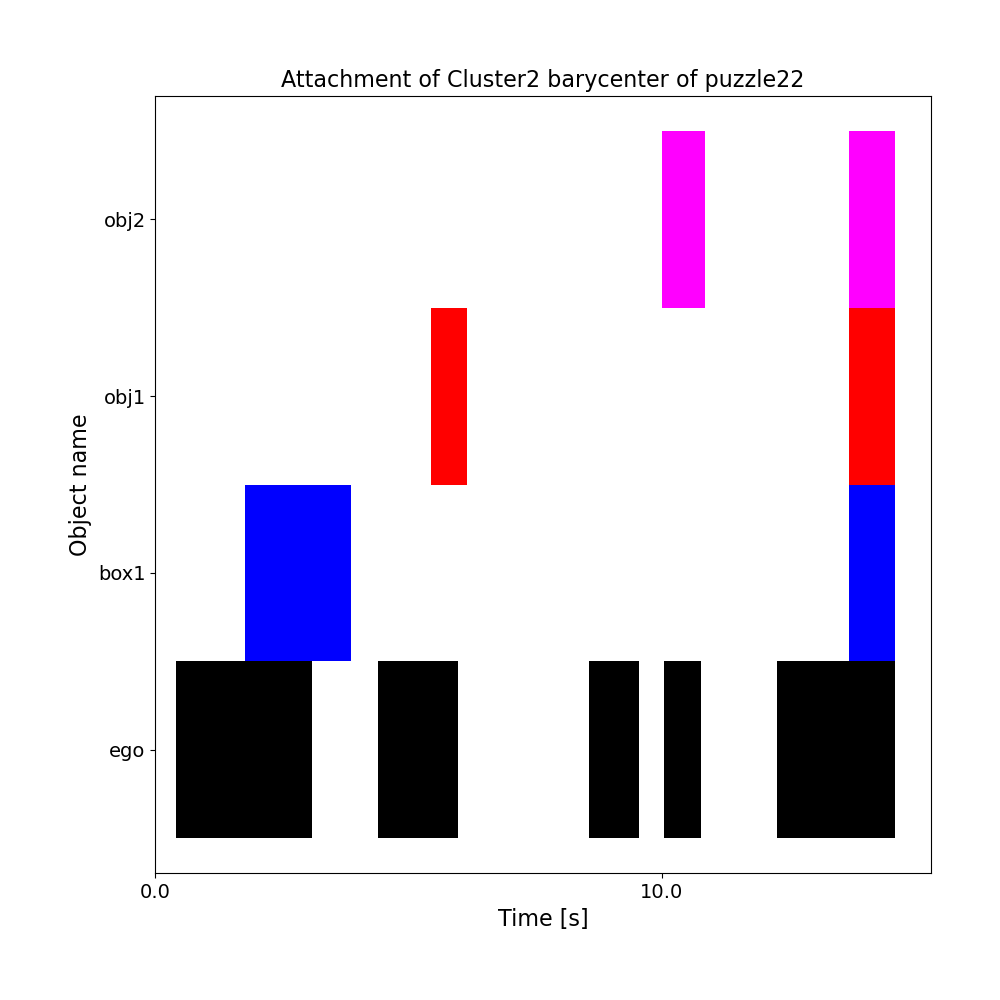 Attachment of Cluster2 barycenter of puzzle22
obj2
obj1
box1
ego
Object name
0.0
10.0
Time [s]